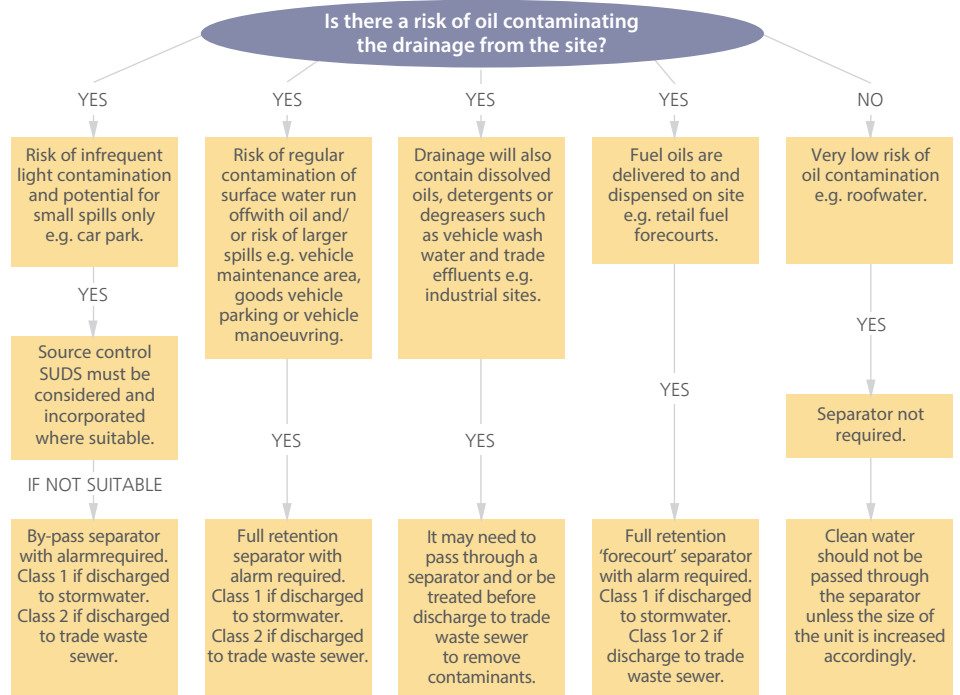 Is there a risk of oil contaminating
the drainage from the site?
YES
Risk of infrequent
light contamination
and potential for
small spills only
e.g. car park.
YES
Source control
SUDS must be
considered and
incorporated
where suitable.
IF NOT SUITABLE
By-pass separator
with alarmrequired.
Class 1 if discharged
to stormwater.
Class 2 if discharged
to trade waste
sewer.
YES
Risk of regular
contamination of
surface water run
offwith oil and/
or risk of larger
spills e.g. vehicle
maintenance area,
goods vehicle
parking or vehicle
manoeuvring.
YES
Full retention
separator with
alarm required.
Class 1 if discharged
to stormwater.
Class 2 if discharged
to trade waste sewer.
YES
Drainage will also
contain dissolved
oils, detergents or
degreasers such
as vehicle wash
water and trade
effluents e.g.
industrial sites.
YES
It may need to
pass through a
separator and or be
treated before
discharge to trade
waste sewer
to remove
contaminants.
YES
Fuel oils are
delivered to and
dispensed on site
e.g. retail fuel
forecourts.
YES
Full retention
‘forecourt’ separator
with alarm required.
Class 1 if discharged
to stormwater.
Class 1or 2 if
discharge to trade
waste sewer.
NO
Very low risk of
oil contamination
e.g. roofwater.
YES
Separator not
required.
Clean water
should not be
passed through
the separator
unless the size of
the unit is increased
accordingly.